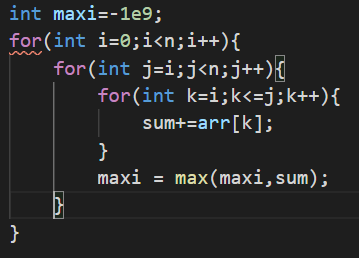 int maxi=-1e9;
for(int i=0;i<n;i++){
    for(int j=i;j<n;j++){
        for(int k=i;k<=j;k++){
            sum+=arr[k];
        }
        maxi = max(maxi,sum);
    }
}